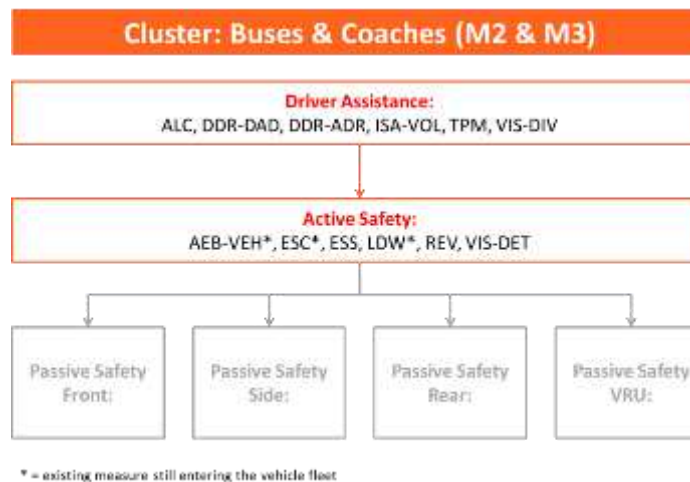 Cluster: Buses & Coaches (M2 & M3)
Driver Assistance:
ALC, DDR-DAD, DDR-ADR, ISA-VOL, TPM, VIS-DIV
Active Safety:
AEB-VEH*, ESC*, ESS, LDW*, REV, VIS-DET
Passive Safety
Front:
Passive Safety
Side:
Passive Safety
Rear:
Passive Safety
VRU:
* = existing measure still entering the vehicle fleet